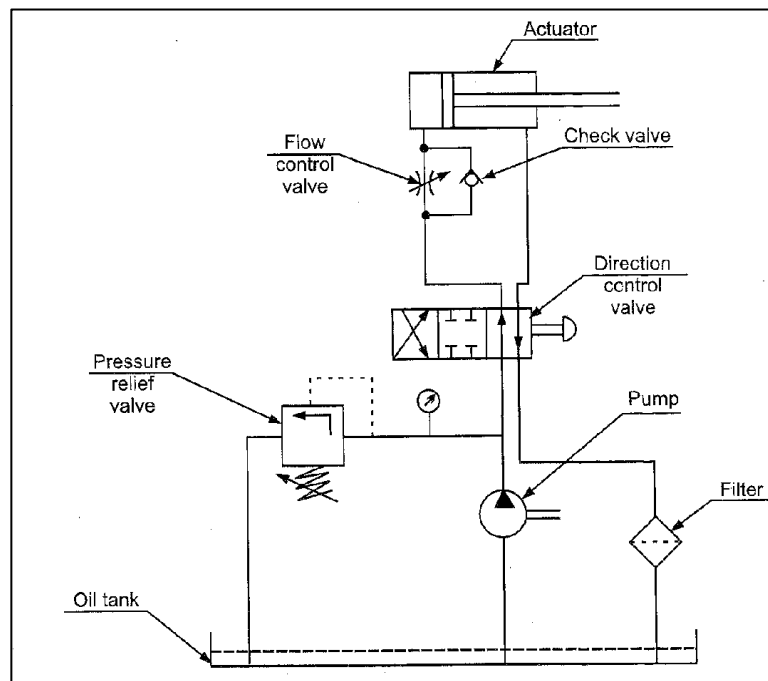 Actuator
Flow
control
valve
Check valve
Direction
control
valve
Pressure
relief
valve
Pump
Filter
Oil tank